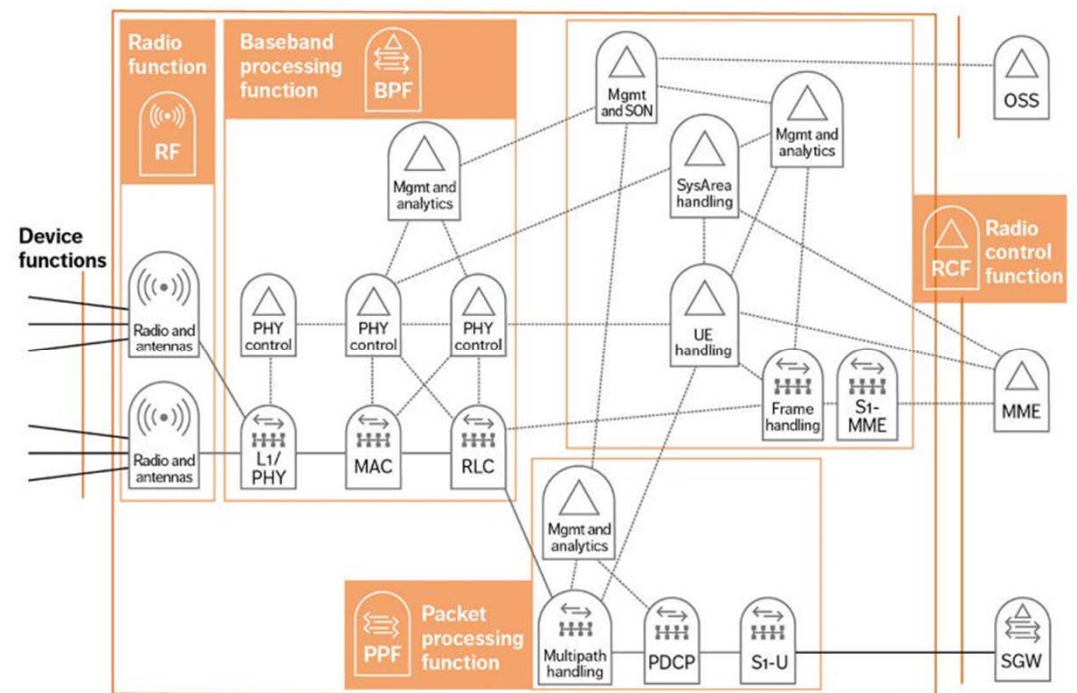 Radio
function
RF
Baseband
processing
function
BPF
Mgmt
and SON
OSS
Mgmt and
analytics
Mgmt and
analytics
SysArea
handling
RCF
Radio
control
function
Device
functions
Radio and
antennas
PHY
control
PHY
control
PHY
control
UE
handling
Frame
handling
S1-
MME
MME
Radio and
antennas
L1/
PHY
MAC
RLC
Mgmt and
analytics
PPF
Packet
processing
function
Multipath
handling
PDCP
S1-U
SGW